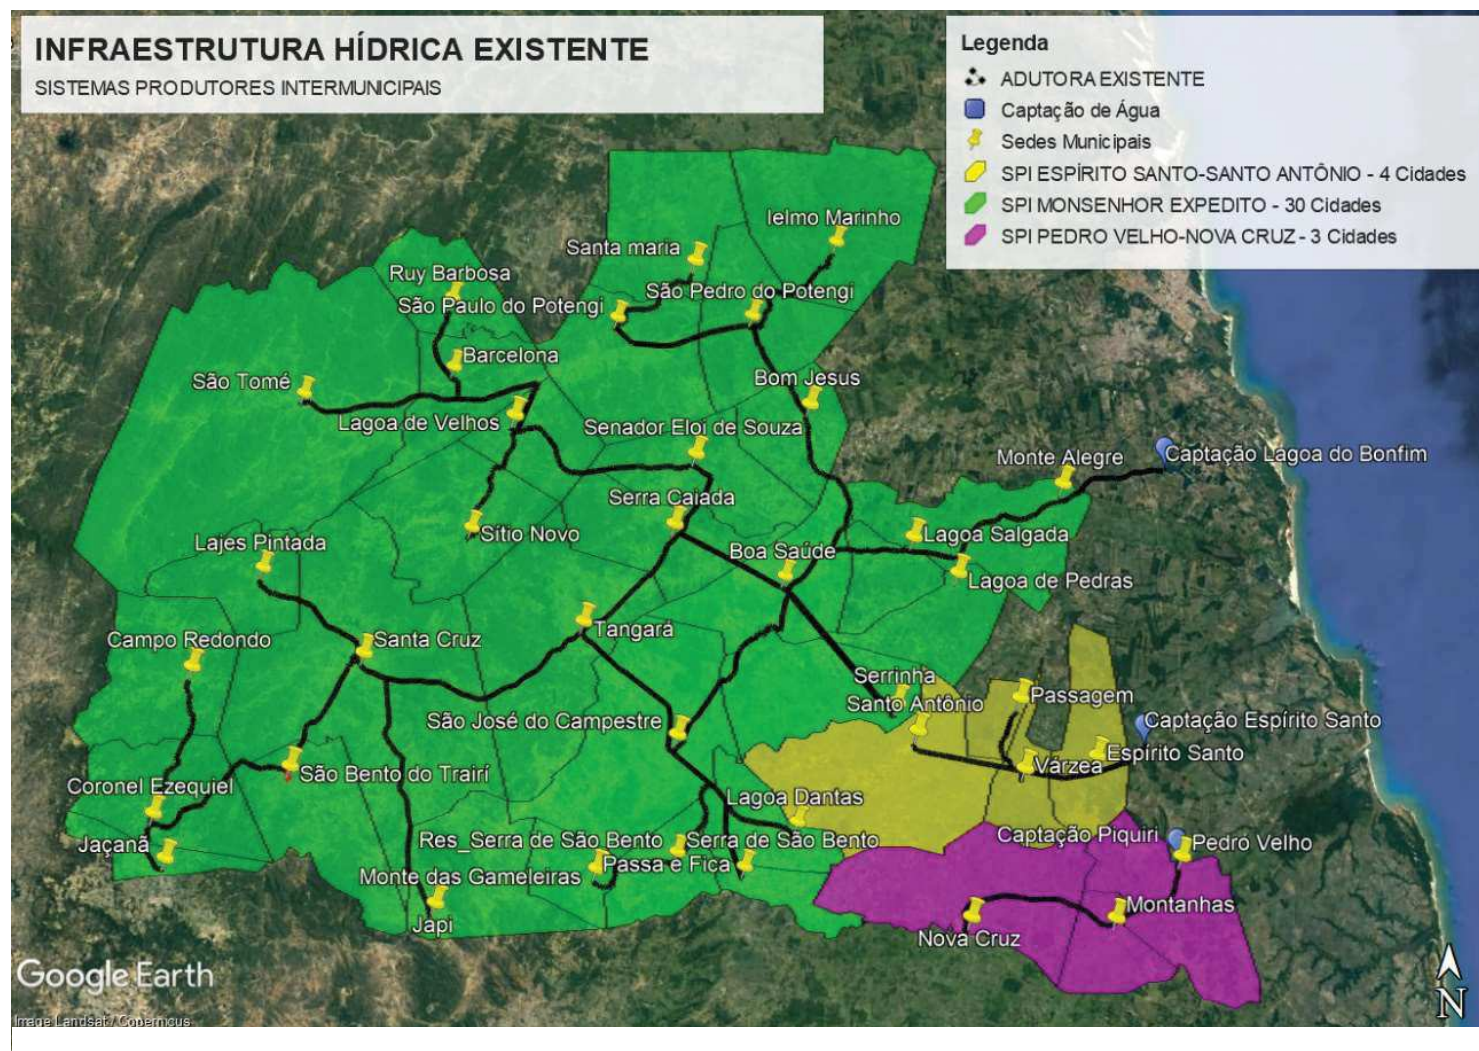 INFRAESTRUTURA HÍDRICA EXISTENTE
SISTEMAS PRODUTORES INTERMUNICIPAIS
Legenda
ADUTORA EXISTENTE
Captação de Água
Sedes Municipais
SPI ESPÍRITO SANTO-SANTO ANTÔNIO - 4 Cidades
SPI MONSENHOR EXPEDITO - 30 Cidades
SPI PEDRO VELHO-NOVA CRUZ - 3 Cidades
Ielmo Marinho
Santa maria
Ruy Barbosa
São Pedro do Potengi
São Paulo do Potengi
Barcelona
São Tomé
Bom Jesus
Lagoa de Velhos
Senador Eloi de Souza
Monte Alegre
Captação Lagoa do Bonfim
Serra Caiada
Sítio Novo
Lagoa Salgada
Lajes Pintada
Boa Saúde
Lagoa de Pedras
Tangará
Campo Redondo
Santa Cruz
Serrinha
Passagem
Santo Antônio
São José do Campestre
Captação Espírito Santo
Espírito Santo
Várzea
São Bento do Trairí
Coronel Ezequiel
Lagoa Dantas
Captação Piquiri
Res_Serra de São Bento
Serra de São Bento
Pedro Velho
Jaçanã
Passa e Fica
Monte das Gameleiras
Montanhas
Japi
Nova Cruz
Google Earth
N
Image Landsat / Copernicus